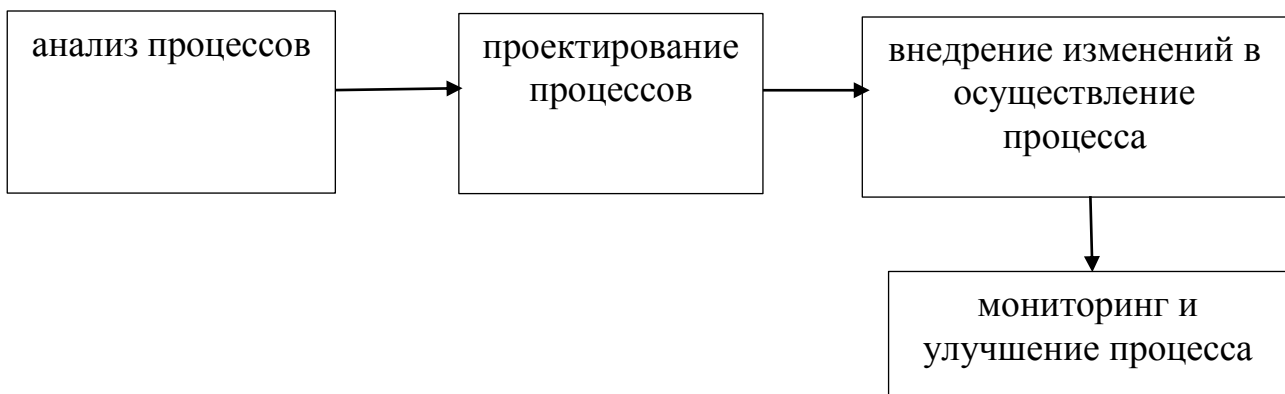 анализ процессов
проектирование
процессов
внедрение изменений в
осуществление
процесса
мониторинг и
улучшение процесса